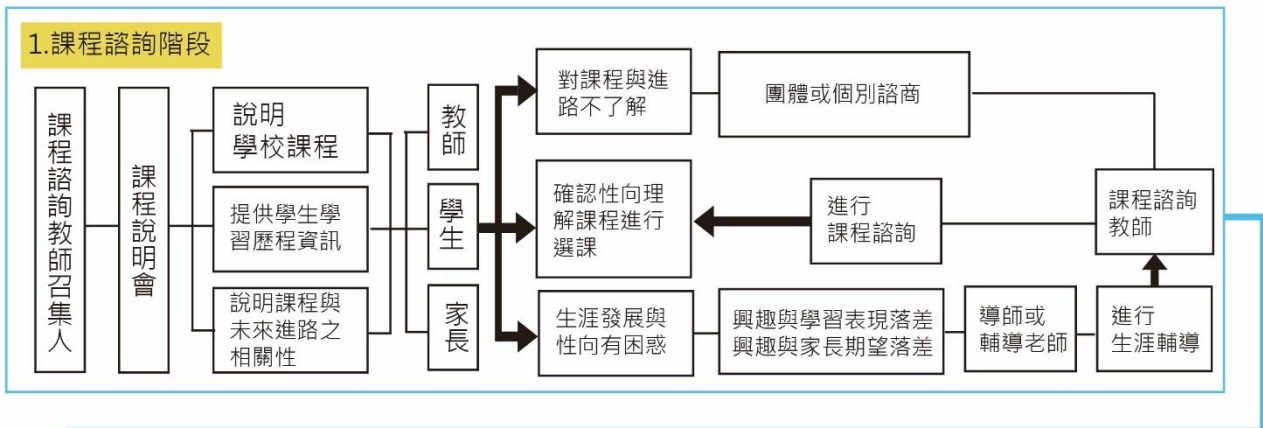 1.課程諮詢階段
課程諮詢教師召集人
課程說明會
說明
學校課程
提供學生學
習歷程資訊
說明課程與
未來進路之
相關性
教師
學生
家長
對課程與進
路不了解
團體或個別諮商
確認性向理
解課程進行
選課
進行
課程諮詢
課程諮詢
教師
生涯發展與
性向有困惑
興趣與學習表現落差
興趣與家長期望落差
導師或
輔導老師
進行
生涯輔導